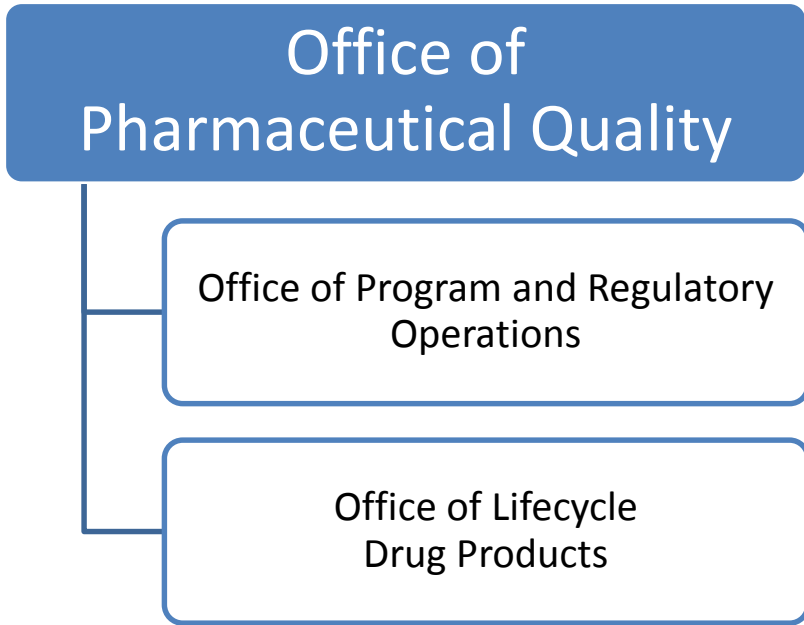 Office of
Pharmaceutical Quality
Office of Program and Regulatory
Operations
Office of Lifecycle
Drug Products